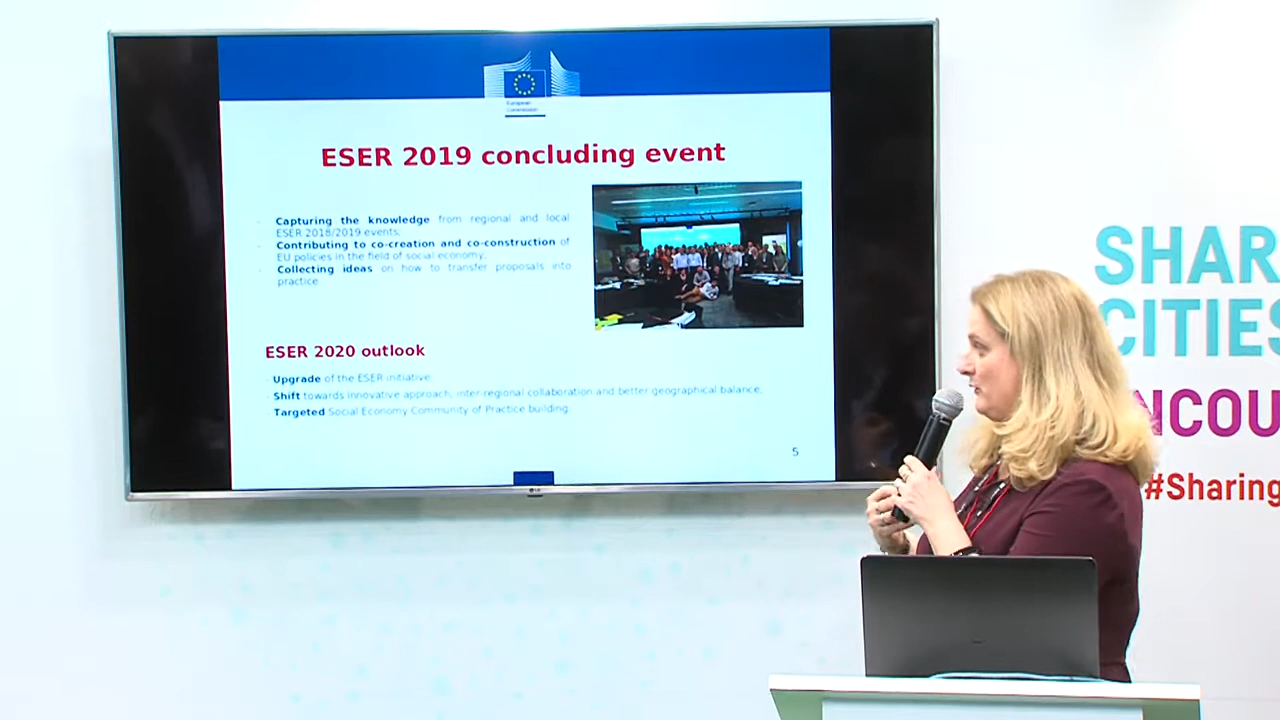 European
Commission
ESER 2019 concluding event
- Capturing the knowledge from regional and local
ESER 2018/2019 events;
- Contributing to co-creation and co-construction of
EU policies in the field of social economy;
- Collecting ideas on how to transfer proposals into
practice
ESER 2020 outlook
- Upgrade of the ESER initiative
- Shift towards innovative approach, inter-regional collaboration and better geographical balance;
- Targeted Social Economy Community of Practice building.
5
LG
SHAR
CITIES
NCOU
#Sharing